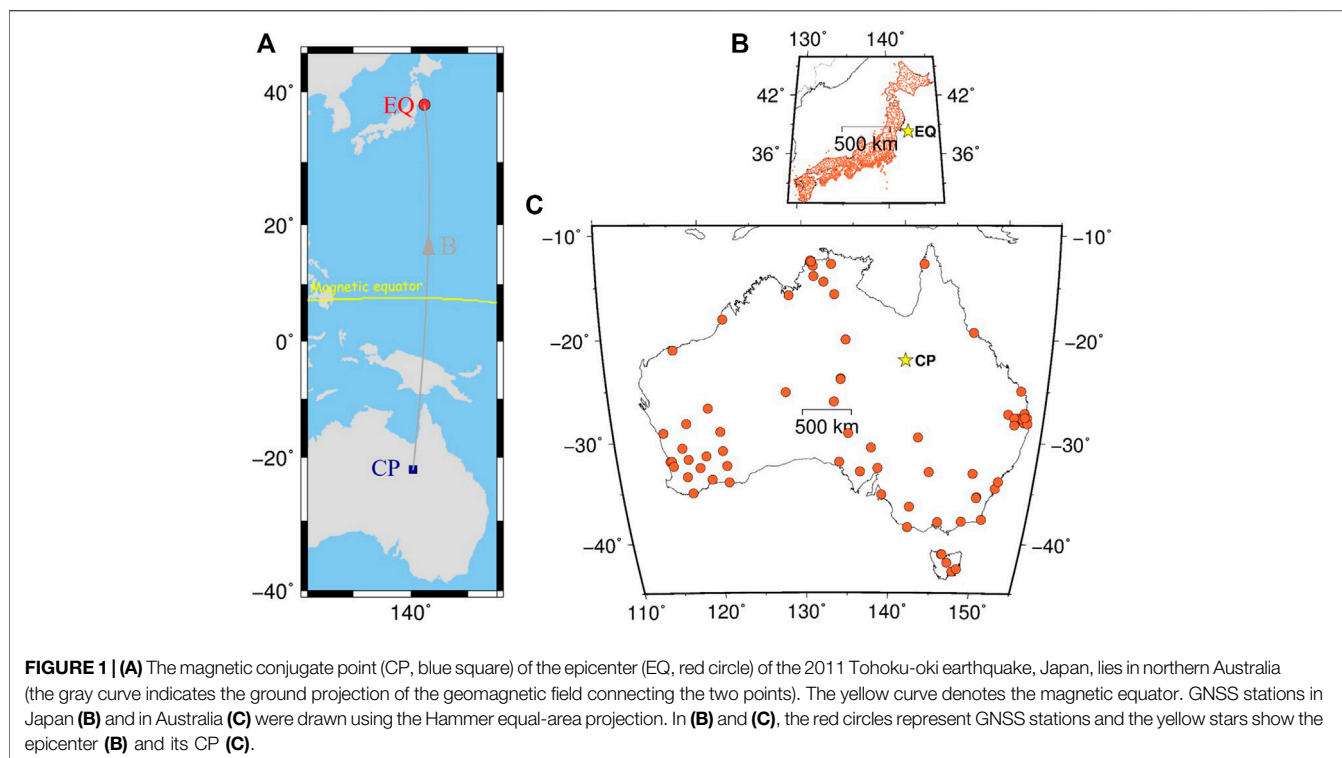 A
40˚
20˚
0˚
−20˚
−40˚
140˚
EQ
B
Magnetic equator
CP
B
130˚ 140˚
42˚ 42˚
36˚ 36˚
500 km
EQ
C
−10˚ −10˚
−20˚ −20˚
−30˚ −30˚
−40˚ −40˚
CP
500 km
110˚ 120˚ 130˚ 140˚ 150˚
FIGURE 1 | (A) The magnetic conjugate point (CP, blue square) of the epicenter (EQ, red circle) of the 2011 Tohoku-oki earthquake, Japan, lies in northern Australia
(the gray curve indicates the ground projection of the geomagnetic field connecting the two points). The yellow curve denotes the magnetic equator. GNSS stations in
Japan (B) and in Australia (C) were drawn using the Hammer equal-area projection. In (B) and (C), the red circles represent GNSS stations and the yellow stars show the
epicenter (B) and its CP (C).